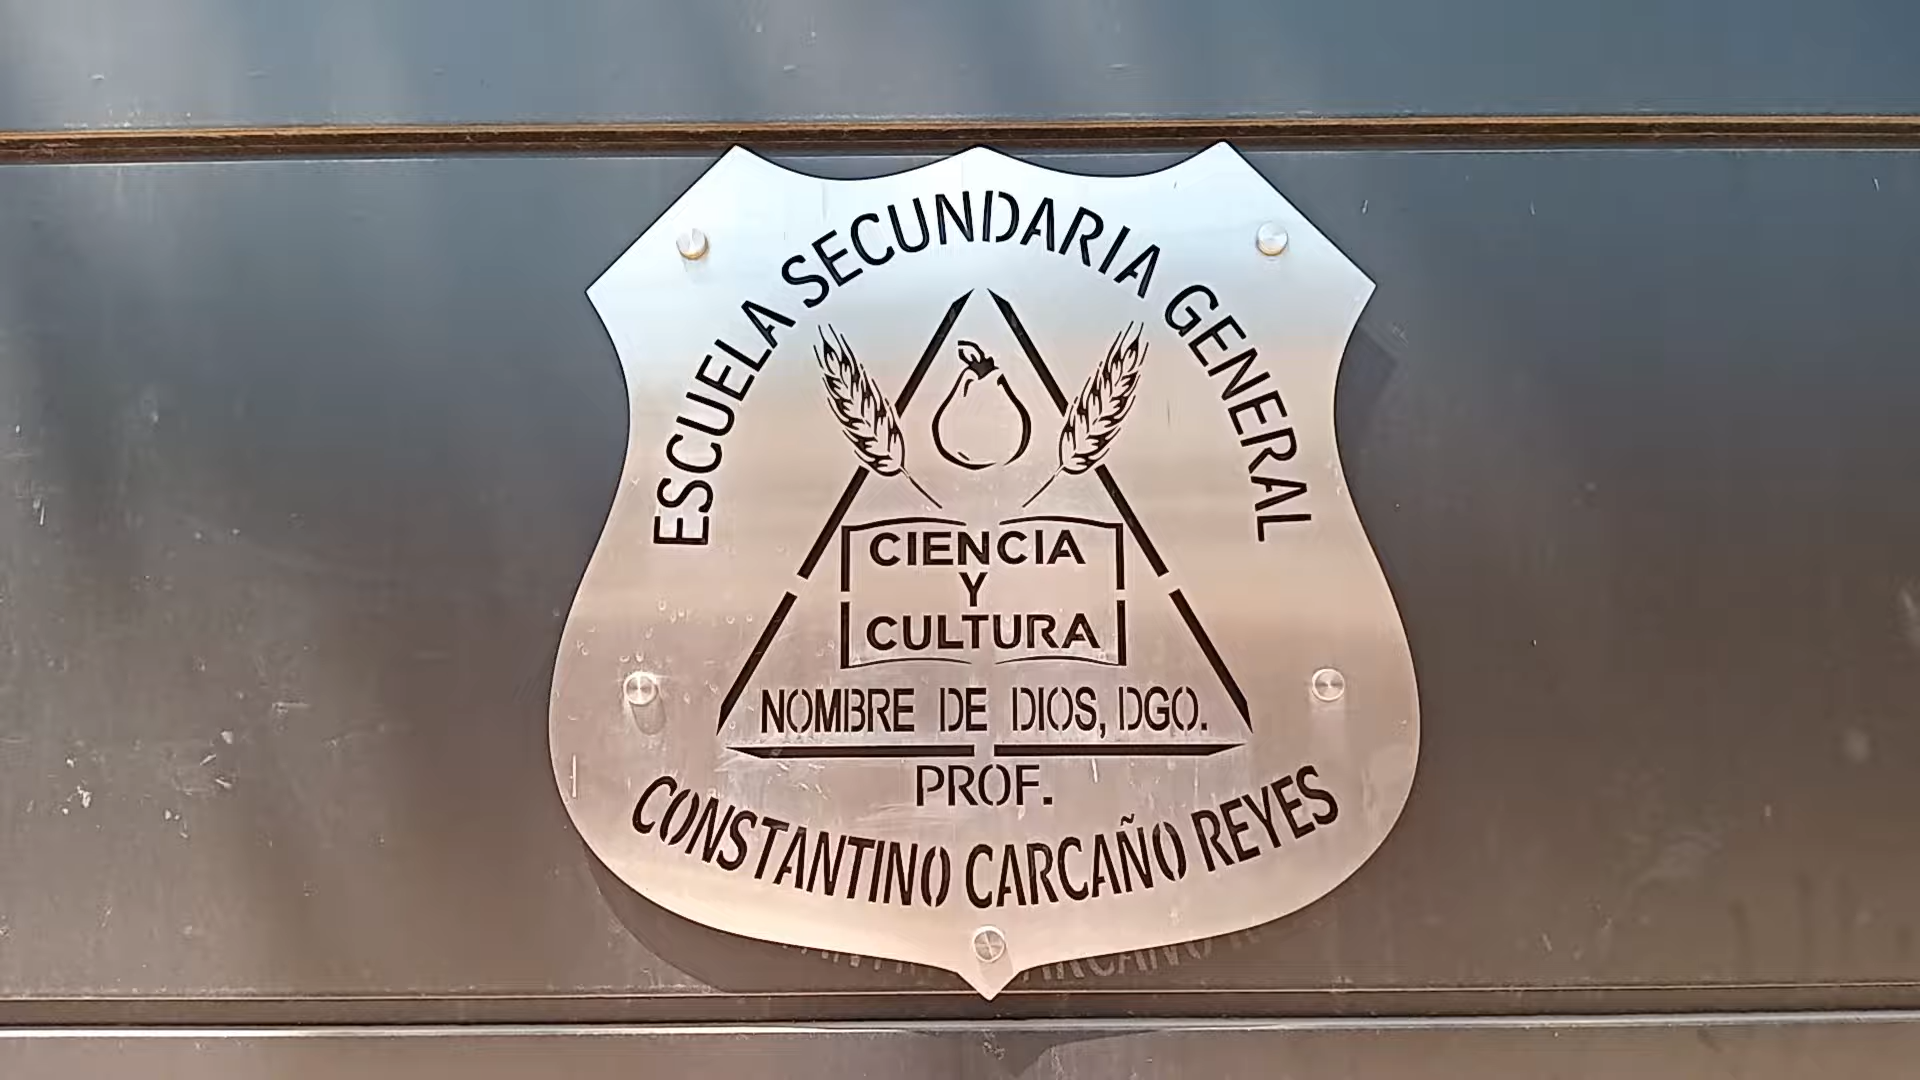 ESCUELA SECUNDARIA GENERAL
CIENCIA
Y
CULTURA
NOMBRE DE DIOS, DGO.
PROF.
CONSTANTINO CARCAÑO REYES